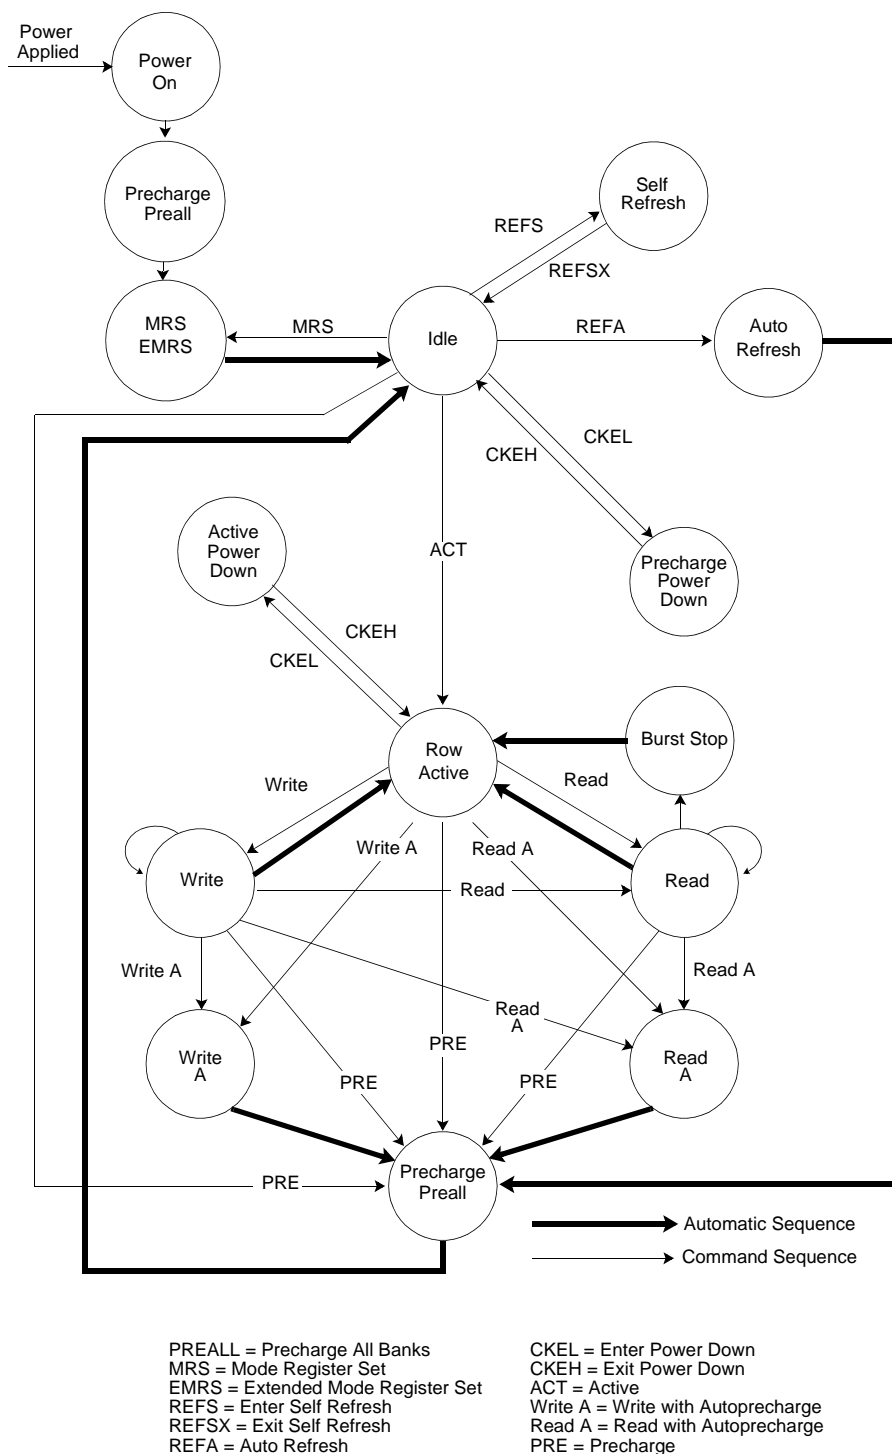 Power
Applied
Power
On
Precharge
Preall
Self
Refresh
REFS
REFSX
MRS
EMRS
MRS
Idle
REFA
Auto
Refresh
CKEL
CKEH
Active
Power
Down
ACT
Precharge
Power
Down
CKEH
CKEL
Row
Active
Burst Stop
Write
Read
Write A
Read A
Write
Read
Read
Write A
Read A
Read
A
Write
A
PRE
PRE
PRE
Read
A
Precharge
Preall
PRE
Automatic Sequence
Command Sequence
PREALL = Precharge All Banks
MRS = Mode Register Set
EMRS = Extended Mode Register Set
REFS = Enter Self Refresh
REFSX = Exit Self Refresh
REFA = Auto Refresh
CKEL = Enter Power Down
CKEH = Exit Power Down
ACT = Active
Write A = Write with Autoprecharge
Read A = Read with Autoprecharge
PRE = Precharge